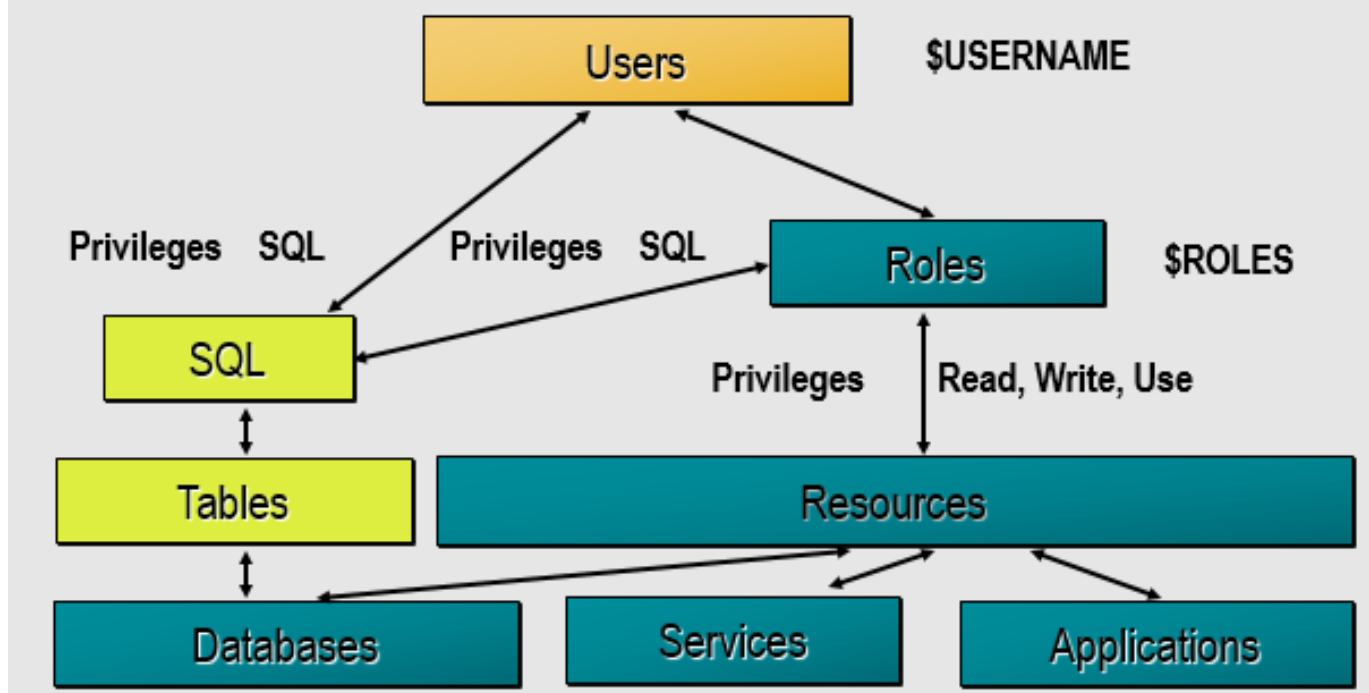 Users
$USERNAME
Privileges SQL
Privileges SQL
Roles
$ROLES
SQL
Privileges
Read, Write, Use
Tables
Resources
Databases
Services
Applications